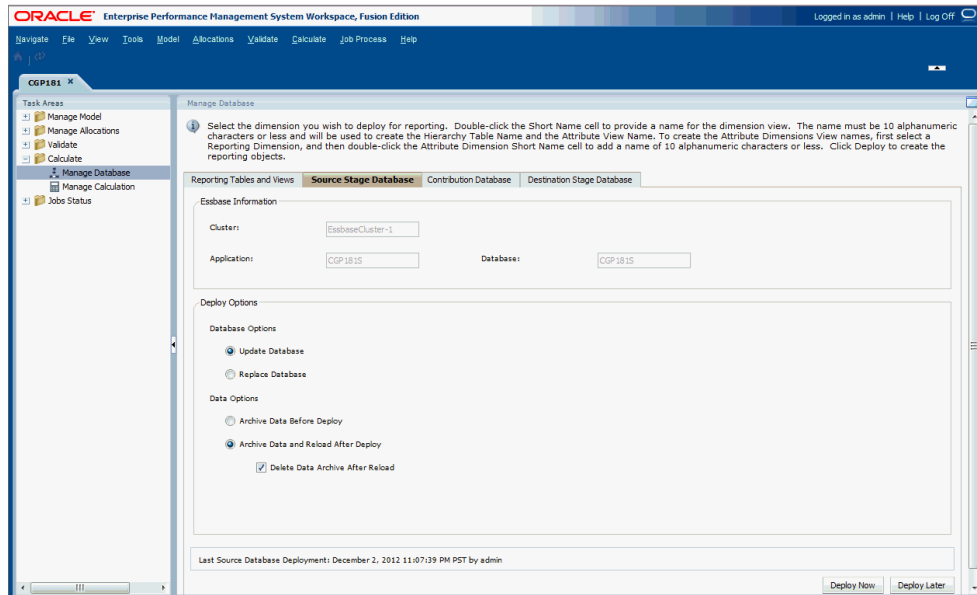 ORACLE Enterprise Performance Management System Workspace, Fusion Edition
Logged in as admin | Help | Log Off
Navigate File View Tools Model Allocations Validate Calculate Job Process Help
CGP181
Task Areas
Manage Model
Manage Allocations
Validate
Calculate
Manage Database
Manage Calculation
Jobs Status
Manage Database
Select the dimension you wish to deploy for reporting. Double-click the Short Name cell to provide a name for the dimension view. The name must be 10 alphanumeric
characters or less and will be used to create the Hierarchy Table Name and the Attribute View Name. To create the Attribute Dimensions View names, first select a
Reporting Dimension, and then double-click the Attribute Dimension Short Name cell to add a name of 10 alphanumeric characters or less. Click Deploy to create the
reporting objects.
Reporting Tables and Views Source Stage Database Contribution Database Destination Stage Database
Essbase Information
Cluster: EssbaseCluster-1
Application: CGP181S Database: CGP181S
Deploy Options
Database Options
Update Database
Replace Database
Data Options
Archive Data Before Deploy
Archive Data and Reload After Deploy
Delete Data Archive After Reload
Last Source Database Deployment: December 2, 2012 11:07:39 PM PST by admin
Deploy Now Deploy Later